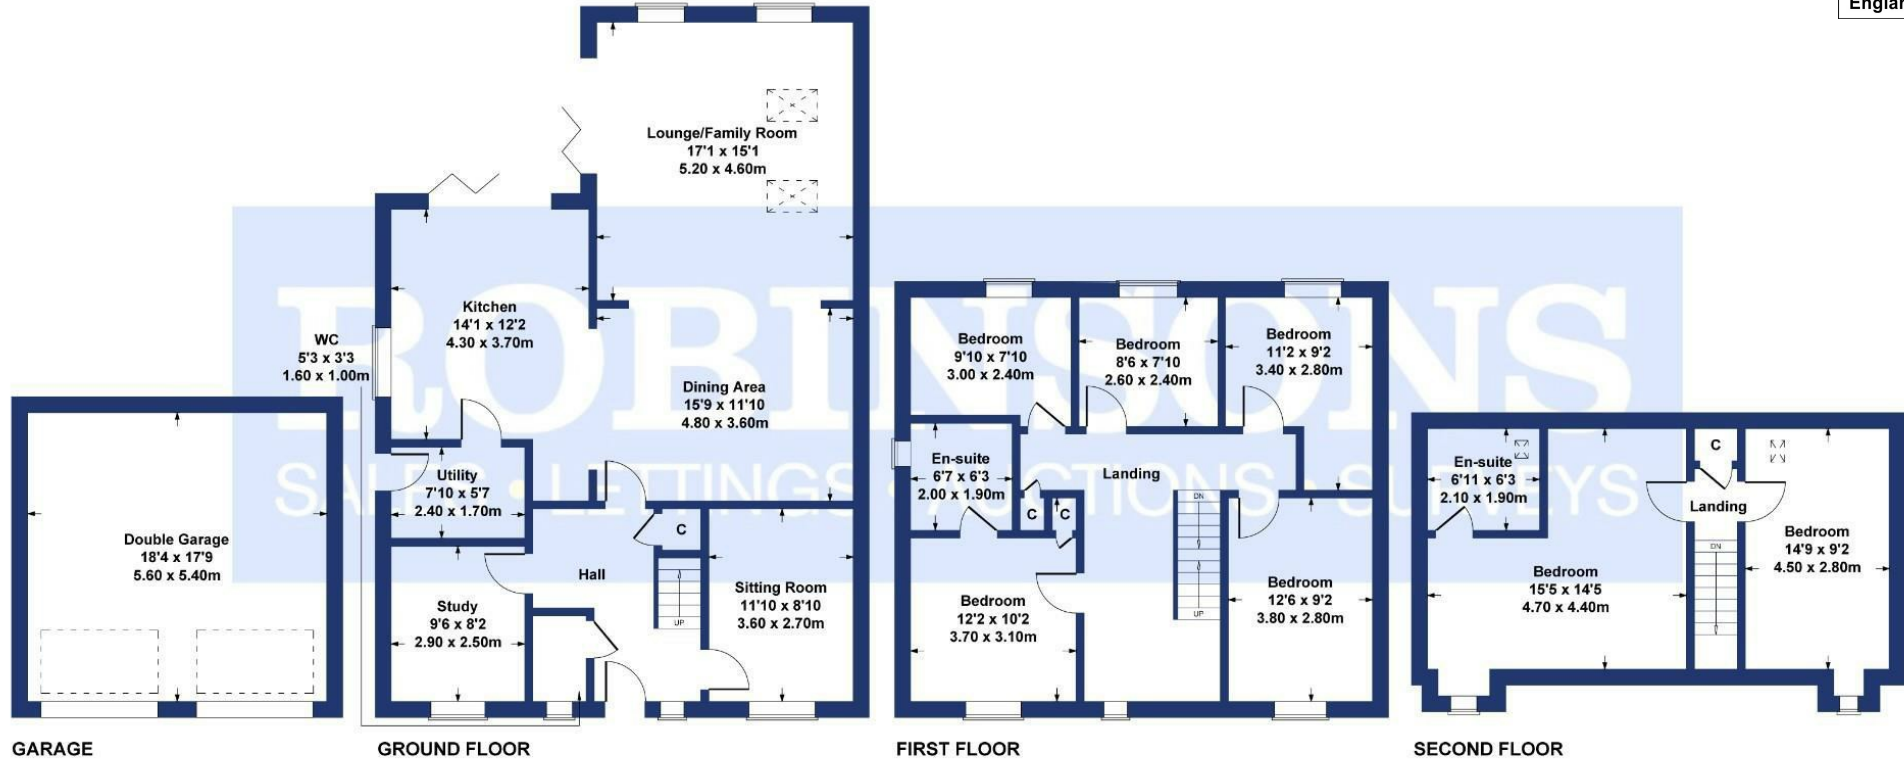 Englan
ROBINSONS
SALES • LETTINGS • AUCTIONS • SURVEYS
Double Garage
18'4 x 17'9
5.60 x 5.40m
GARAGE
WC
5'3 x 3'3
1.60 x 1.00m
Lounge/Family Room
17'1 x 15'1
5.20 x 4.60m
Kitchen
14'1 x 12'2
4.30 x 3.70m
Dining Area
15'9 x 11'10
4.80 x 3.60m
Utility
7'10 x 5'7
2.40 x 1.70m
C
Hall
UP
Study
9'6 x 8'2
2.90 x 2.50m
Sitting Room
11'10 x 8'10
3.60 x 2.70m
GROUND FLOOR
Bedroom
9'10 x 7'10
3.00 x 2.40m
Bedroom
8'6 x 7'10
2.60 x 2.40m
Bedroom
11'2 x 9'2
3.40 x 2.80m
En-suite
6'7 x 6'3
2.00 x 1.90m
Landing
C
C
DN
UP
Bedroom
12'2 x 10'2
3.70 x 3.10m
Bedroom
12'6 x 9'2
3.80 x 2.80m
FIRST FLOOR
En-suite
6'11 x 6'3
2.10 x 1.90m
C
Landing
DN
Bedroom
15'5 x 14'5
4.70 x 4.40m
Bedroom
14'9 x 9'2
4.50 x 2.80m
SECOND FLOOR